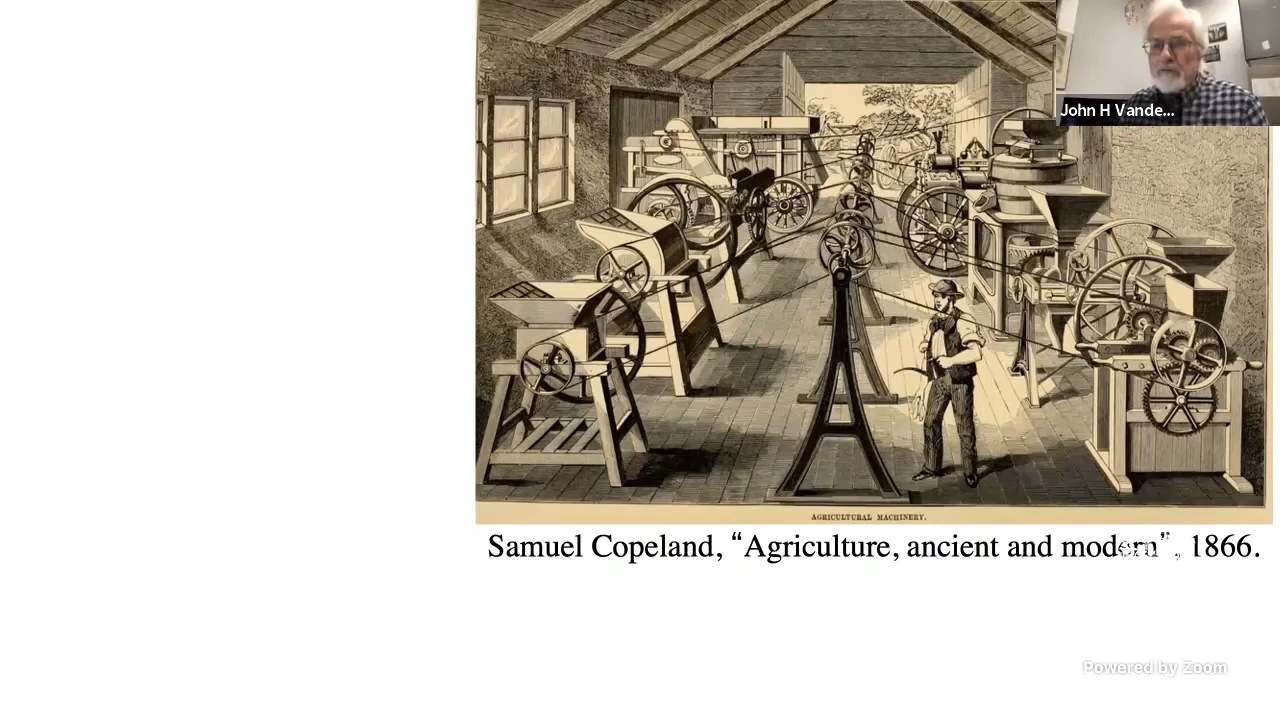 John H Vande...
AGRICULTURAL MACHINERY.
Samuel Copeland, “Agriculture, ancient and modern”, 1866.
Powered by Zoom